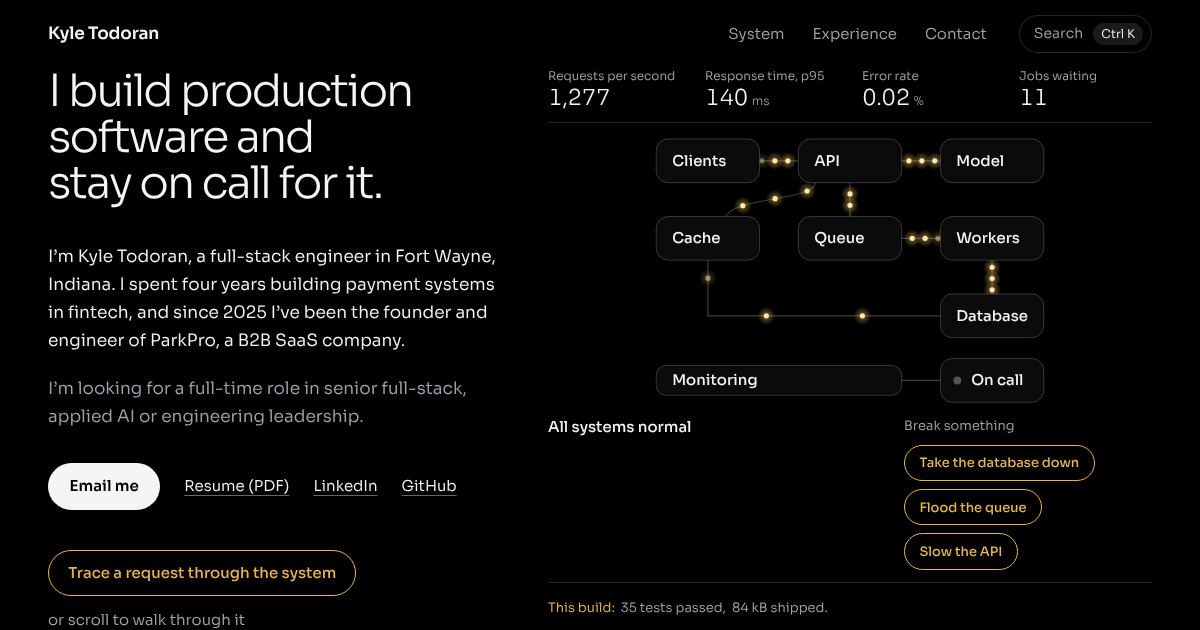 Kyle Todoran
System
Experience
Contact
Search
Ctrl K
I build production
software and
stay on call for it.
I’m Kyle Todoran, a full-stack engineer in Fort Wayne,
Indiana. I spent four years building payment systems
in fintech, and since 2025 I’ve been the founder and
engineer of ParkPro, a B2B SaaS company.
I’m looking for a full-time role in senior full-stack,
applied AI or engineering leadership.
Email me
Resume (PDF)
LinkedIn
GitHub
Trace a request through the system
or scroll to walk through it
Requests per second
1,277
Response time, p95
140 ms
Error rate
0.02 %
Jobs waiting
11
Clients
API
Model
Cache
Queue
Workers
Database
Monitoring
On call
All systems normal
Break something
Take the database down
Flood the queue
Slow the API
This build: 35 tests passed, 84 kB shipped.